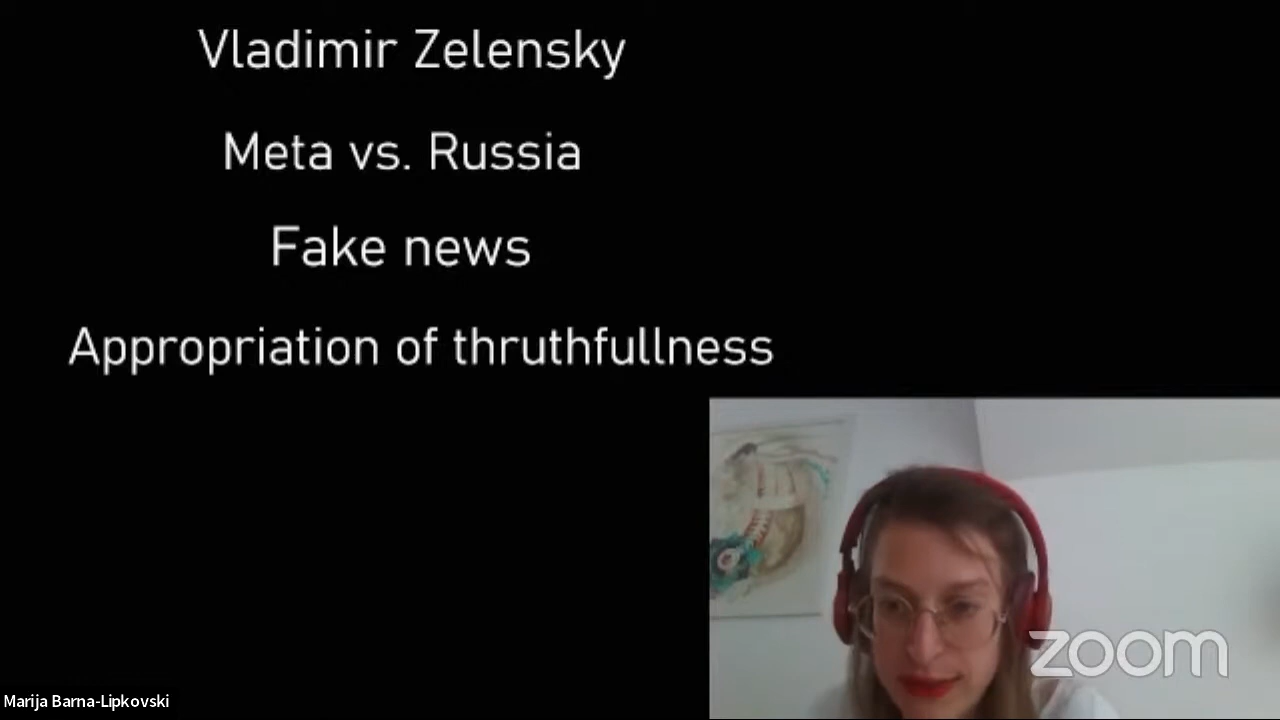 Vladimir Zelensky
Meta vs. Russia
Fake news
Appropriation of thruthfullness
zoom
Marija Barna-Lipkovski